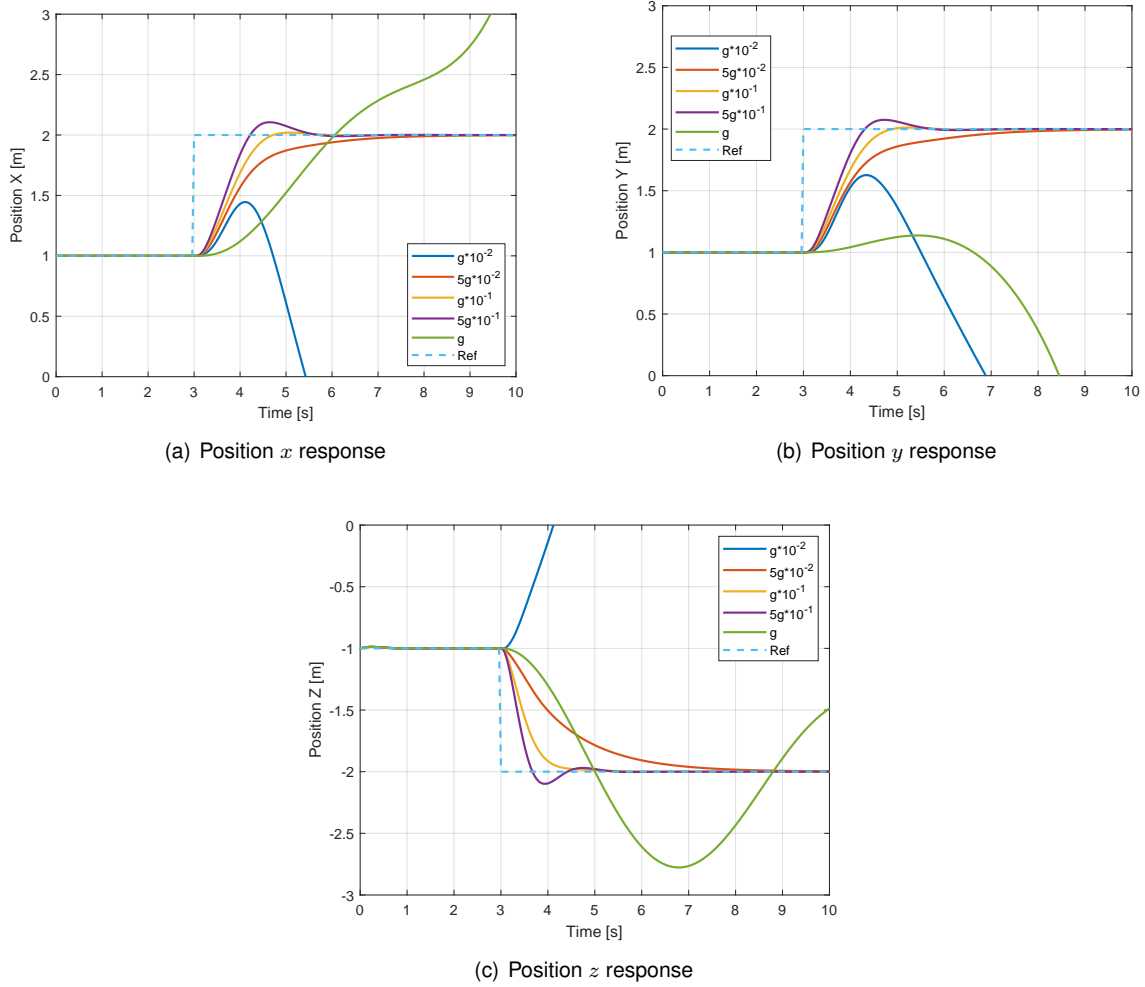 3
2.5
2
1.5
1
0.5
0
Position X [m]
0 1 2 3 4 5 6 7 8 9 10
Time [s]
g*10^-2
5g*10^-2
g*10^-1
5g*10^-1
g
Ref
(a) Position x response
3
2.5
2
1.5
1
0.5
0
Position Y [m]
0 1 2 3 4 5 6 7 8 9 10
Time [s]
g*10^-2
5g*10^-2
g*10^-1
5g*10^-1
g
Ref
(b) Position y response
0
-0.5
-1
-1.5
-2
-2.5
-3
Position Z [m]
0 1 2 3 4 5 6 7 8 9 10
Time [s]
g*10^-2
5g*10^-2
g*10^-1
5g*10^-1
g
Ref
(c) Position z response